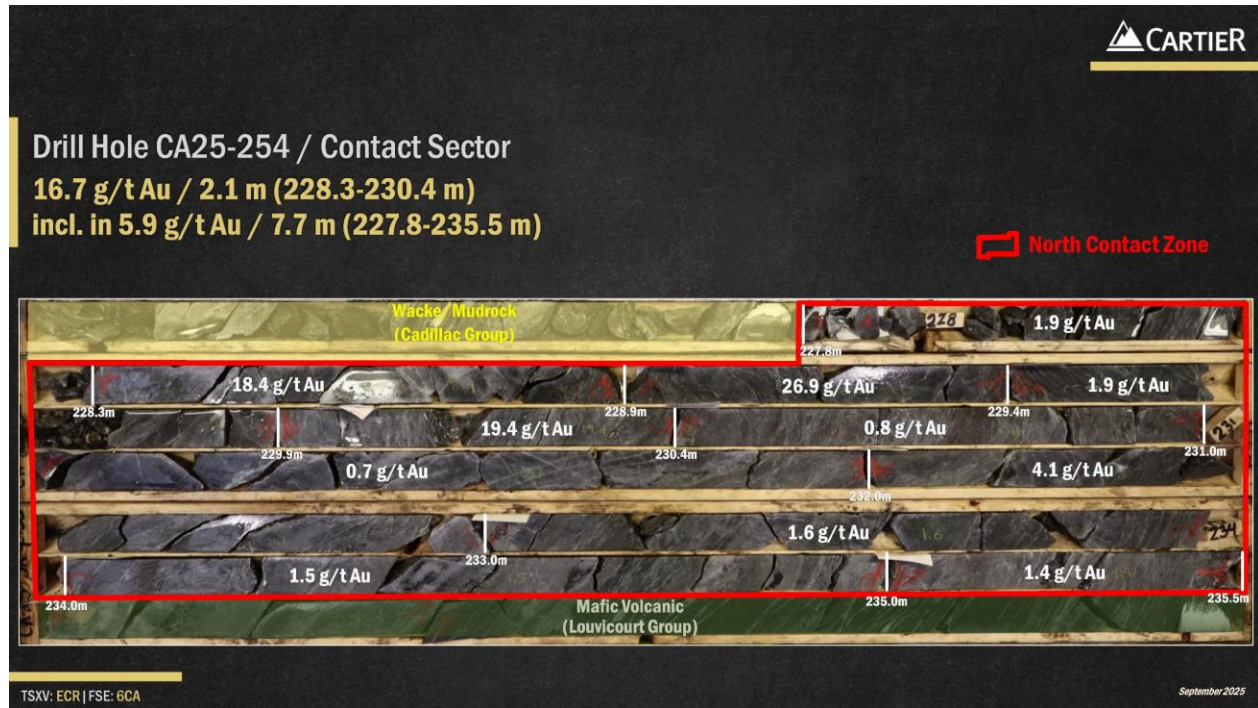 CARTIER
Drill Hole CA25-254 / Contact Sector
16.7 g/t Au / 2.1 m (228.3-230.4 m)
incl. in 5.9 g/t Au / 7.7 m (227.8-235.5 m)
North Contact Zone
Wacke/Mudrock
(Cadillac Group)
228
1.9 g/t Au
227.8m
18.4 g/t Au
26.9 g/t Au
1.9 g/t Au
228.3m
228.9m
229.4m
19.4 g/t Au
0.8 g/t Au
231
229.9m
230.4m
231.0m
0.7 g/t Au
4.1 g/t Au
232.0m
1.6 g/t Au
1.6
234
233.0m
1.5 g/t Au
1.4 g/t Au
234.0m
235.0m
235.5m
Mafic Volcanic
(Louvicourt Group)
TSXV: ECR | FSE: 6CA
September 2025